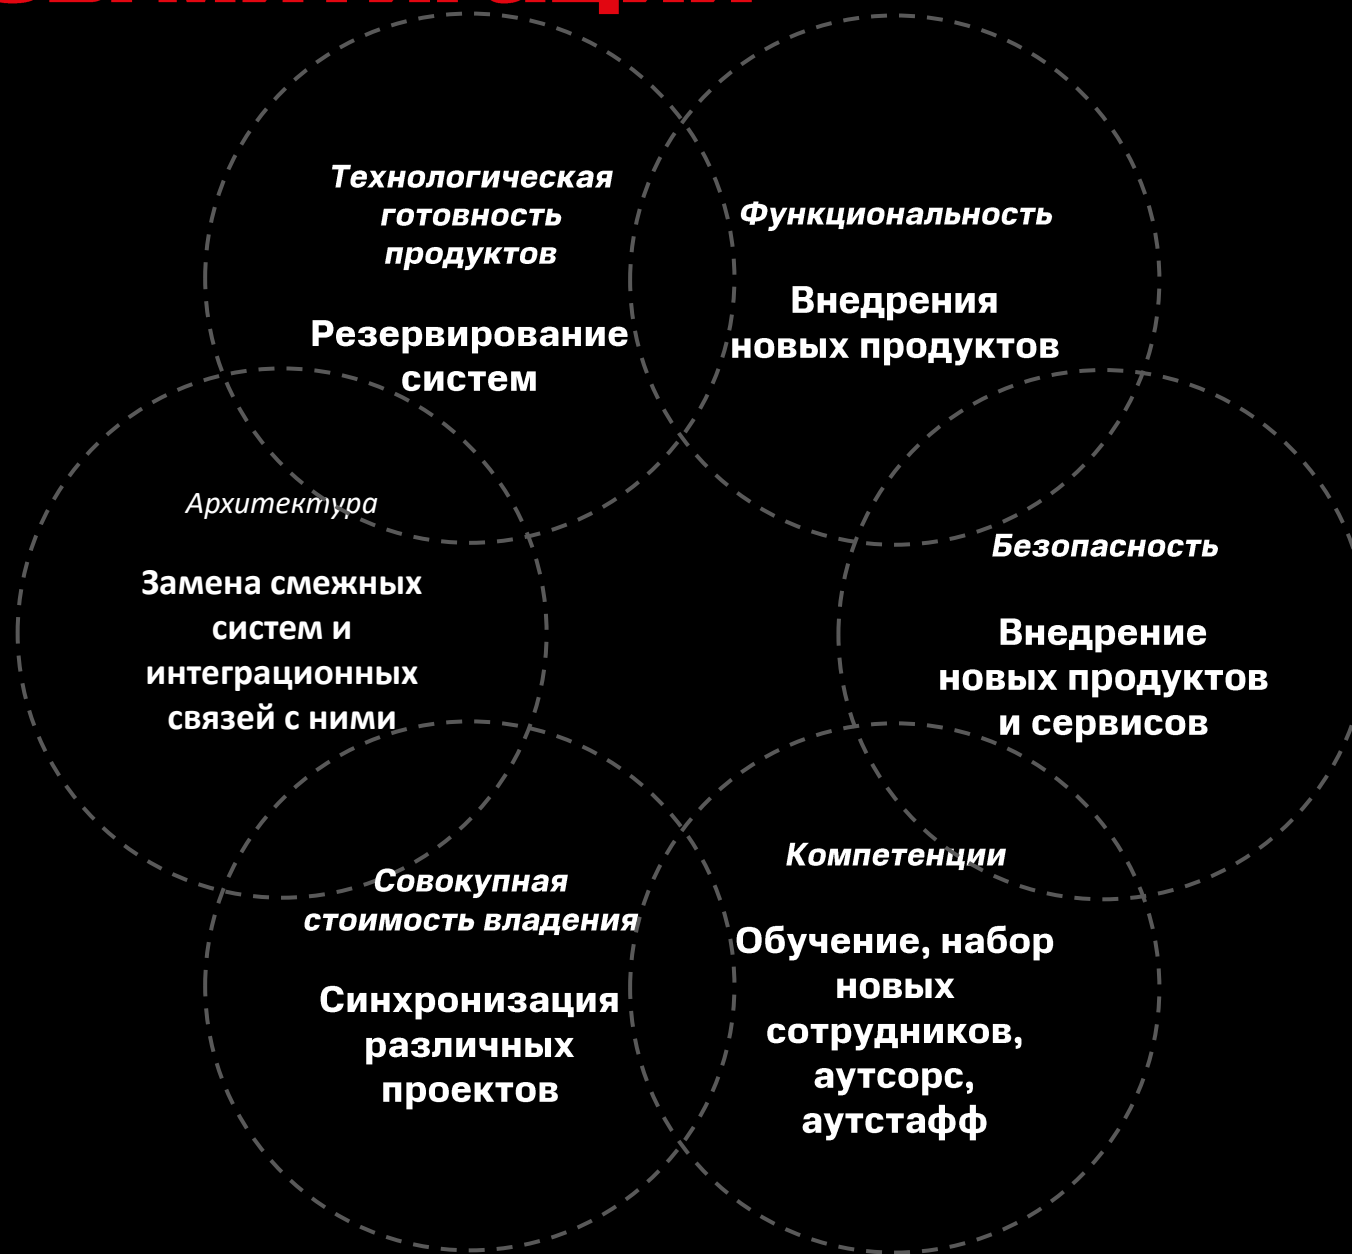 Технологическая
готовность
продуктов
Резервирование
систем
Функциональность
Внедрения
новых продуктов
Архитектура
Замена смежных
систем и
интеграционных
связей с ними
Безопасность
Внедрение
новых продуктов
и сервисов
Совокупная
стоимость владения
Синхронизация
различных
проектов
Компетенции
Обучение, набор
новых
сотрудников,
аутсорс,
аутстафф